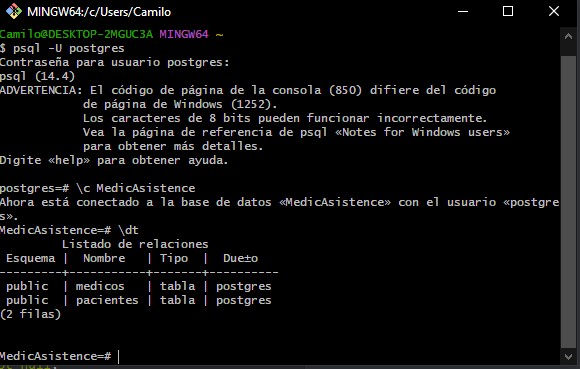 MINGW64:/c/Users/Camilo
Camilo@DESKTOP-2MGUC3A MINGW64 ~
$ psql -U postgres
Contraseña para usuario postgres:
psql (14.4)
ADVERTENCIA: El código de página de la consola (850) difiere del código
de página de Windows (1252).
Los caracteres de 8 bits pueden funcionar incorrectamente.
Vea la página de referencia de psql «Notes for Windows users»
para obtener más detalles.
Digite «help» para obtener ayuda.
postgres=# \c MedicAsistence
Ahora está conectado a la base de datos «MedicAsistence» con el usuario «postgre
s».
MedicAsistence=# \dt
Listado de relaciones
Esquema |  Nombre   | Tipo  |  Due±o
---------+-----------+-------+----------
public  | medicos   | tabla | postgres
public  | pacientes | tabla | postgres
(2 filas)
MedicAsistence=#